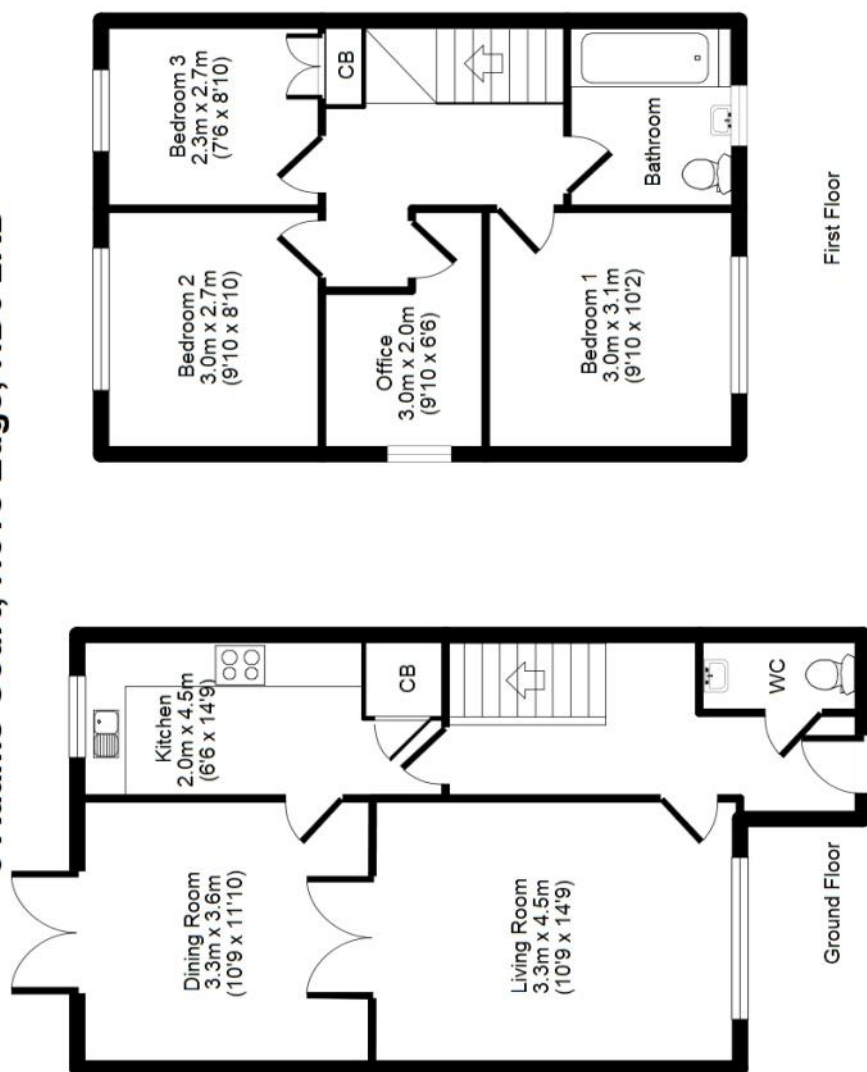 Court, Hove Edge,
Dining Room
3.3m x 3.6m
(10'9 x 11'10)
Kitchen
2.0m x 4.5m
(6'6 x 14'9)
CB
Living Room
3.3m x 4.5m
(10'9 x 14'9)
WC
Ground Floor
Bedroom 2
3.0m x 2.7m
(9'10 x 8'10)
Bedroom 3
2.3m x 2.7m
(7'6 x 8'10)
CB
Office
3.0m x 2.0m
(9'10 x 6'6)
Bedroom 1
3.0m x 3.1m
(9'10 x 10'2)
Bathroom
First Floor